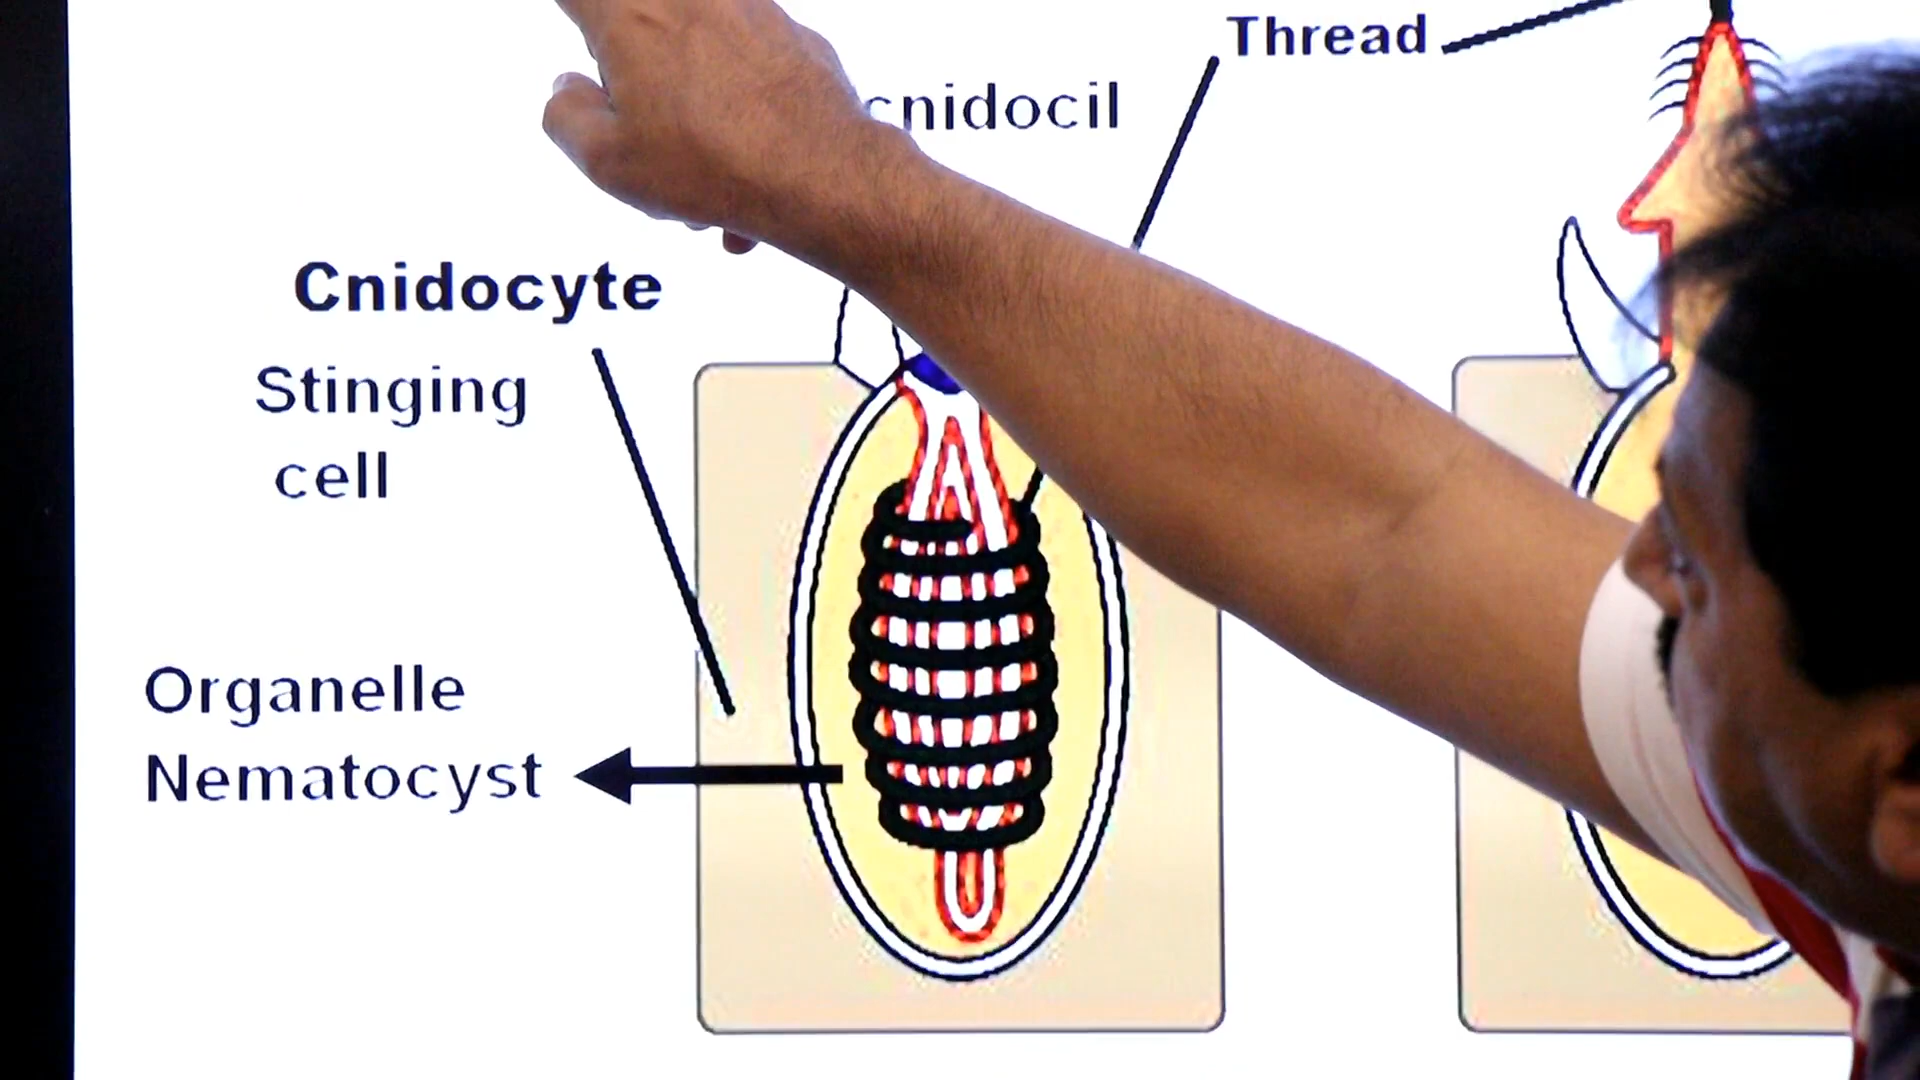 Thread
cnidocil
Cnidocyte
Stinging
cell
Organelle
Nematocyst